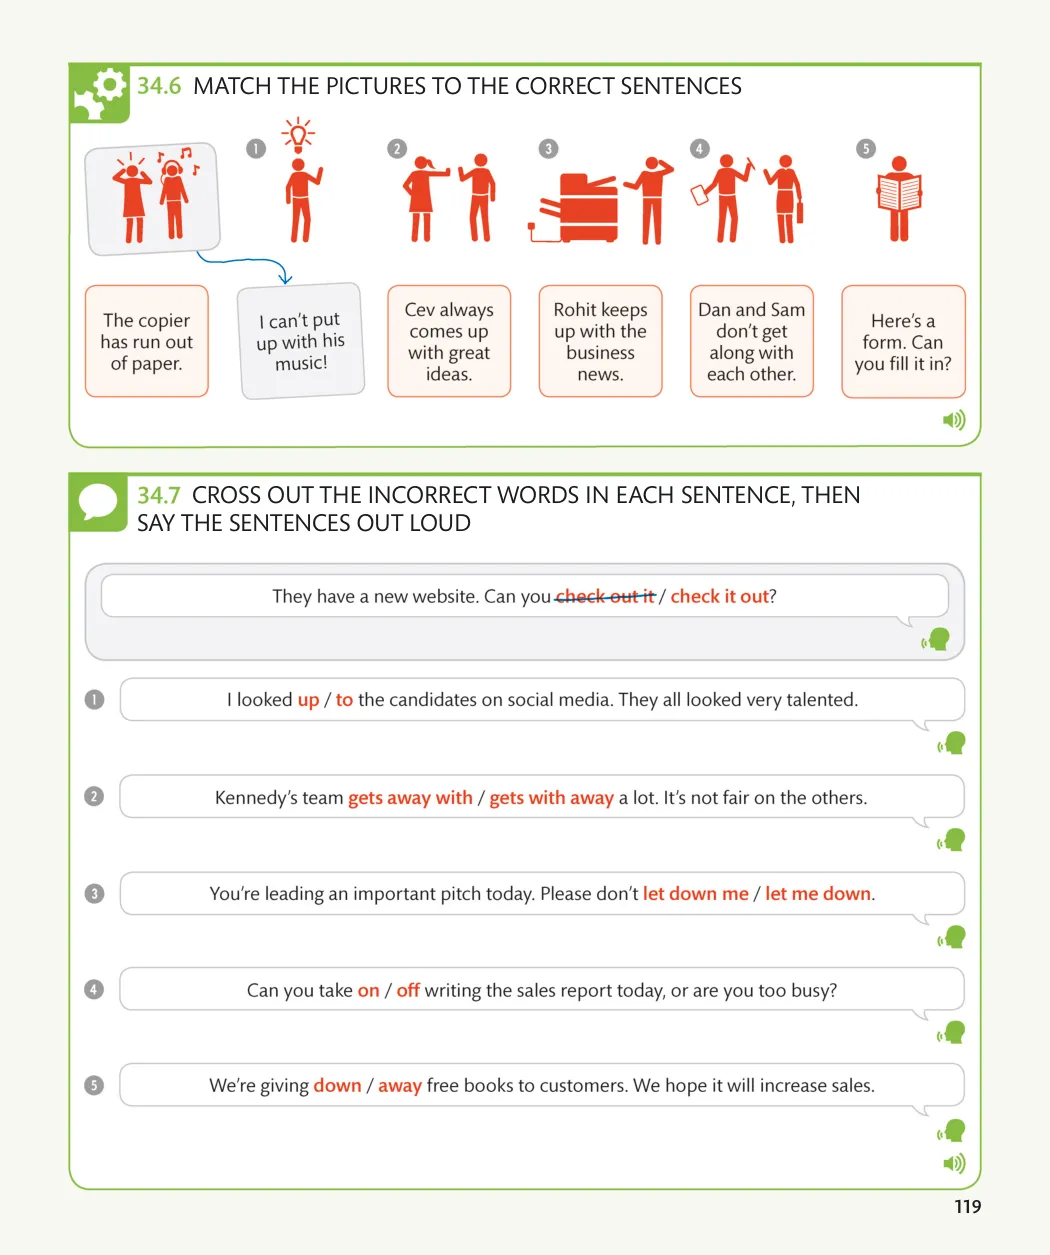 34.6 MATCH THE PICTURES TO THE CORRECT SENTENCES
1
2
3
4
5
The copier
has run out
of paper.
I can't put
up with his
music!
Cev always
comes up
with great
ideas.
Rohit keeps
up with the
business
news.
Dan and Sam
don't get
along with
each other.
Here's a
form. Can
you fill it in?
34.7 CROSS OUT THE INCORRECT WORDS IN EACH SENTENCE, THEN
SAY THE SENTENCES OUT LOUD
They have a new website. Can you check out it / check it out?
1 I looked up / to the candidates on social media. They all looked very talented.
2 Kennedy's team gets away with / gets with away a lot. It's not fair on the others.
3 You're leading an important pitch today. Please don't let down me / let me down.
4 Can you take on / off writing the sales report today, or are you too busy?
5 We're giving down / away free books to customers. We hope it will increase sales.
119